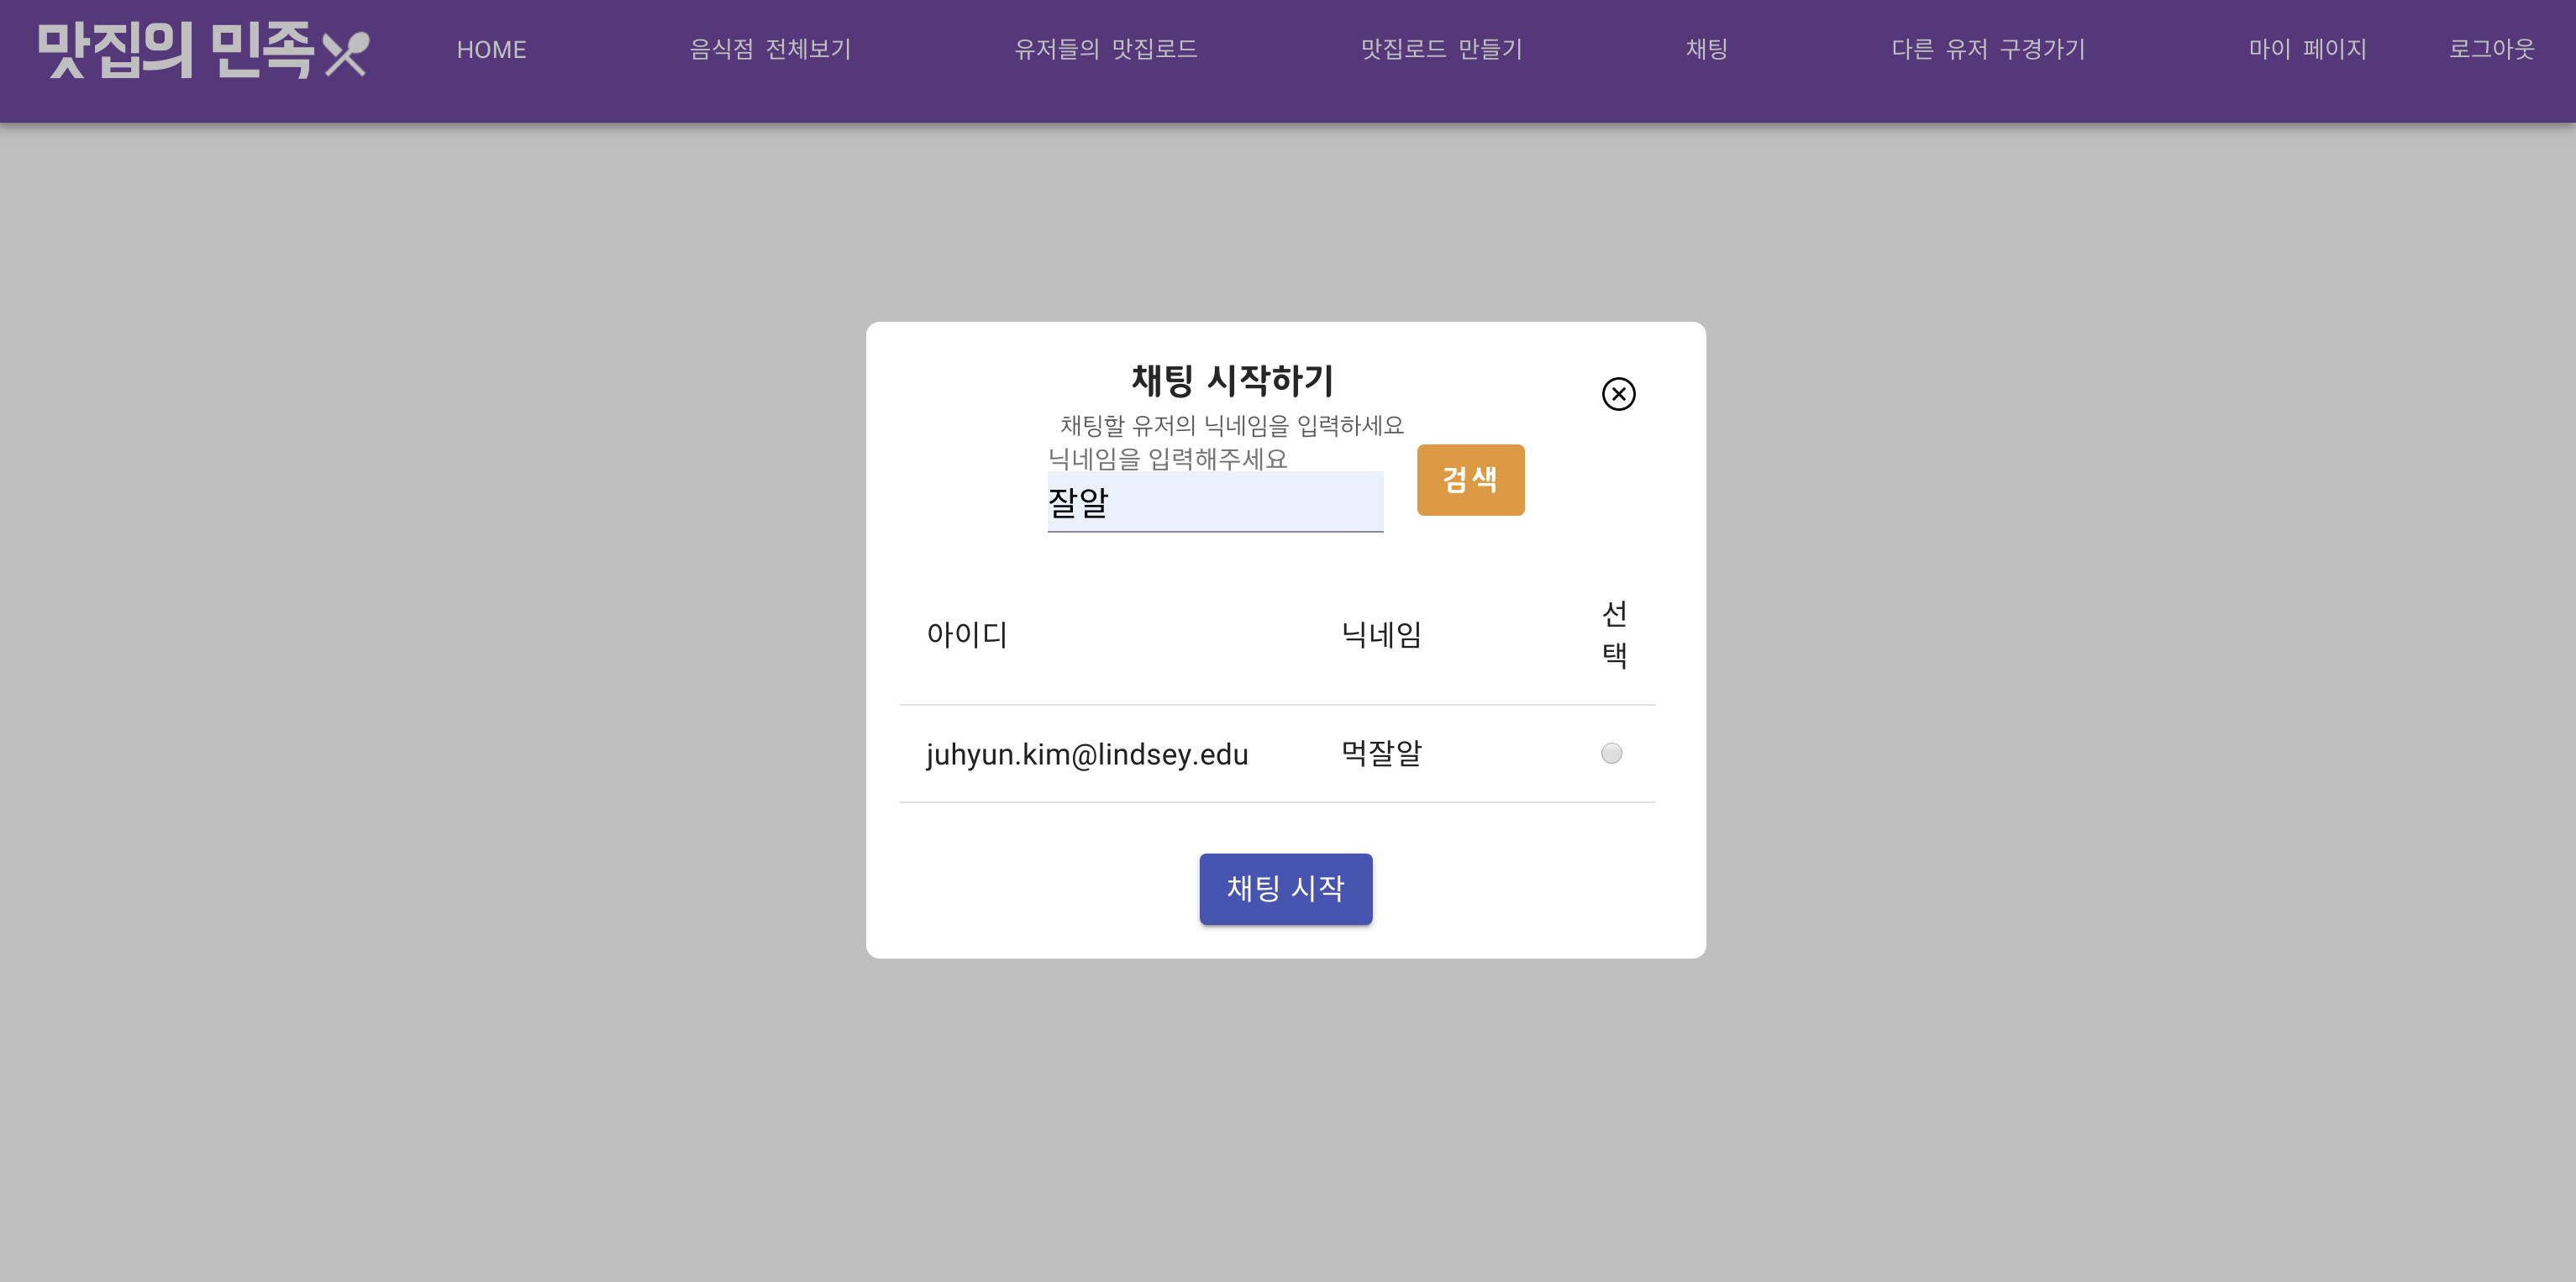 맛집의 민족 HOME 음식점 전체보기 유저들의 맛집로드 맛집로드 만들기 채팅 다른 유저 구경가기 마이 페이지 로그아웃
채팅 시작하기
채팅할 유저의 닉네임을 입력하세요
닉네임을 입력해주세요
잘알 검색
아이디 닉네임 선
택
juhyun.kim@lindsey.edu 먹잘알
채팅 시작